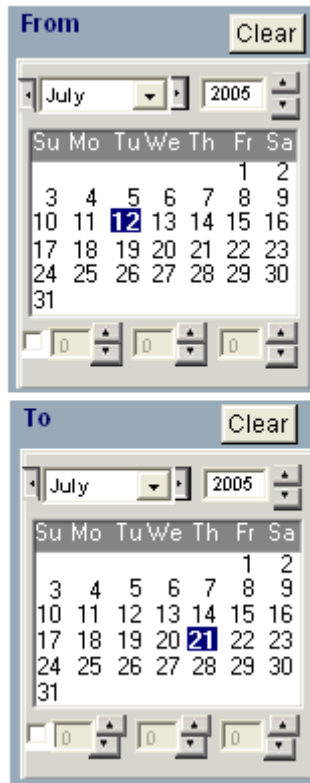 From
Clear
July 2005
Su Mo Tu We Th Fr Sa
1 2
3 4 5 6 7 8 9
10 11 12 13 14 15 16
17 18 19 20 21 22 23
24 25 26 27 28 29 30
31
0 0 0
To
Clear
July 2005
Su Mo Tu We Th Fr Sa
1 2
3 4 5 6 7 8 9
10 11 12 13 14 15 16
17 18 19 20 21 22 23
24 25 26 27 28 29 30
31
0 0 0